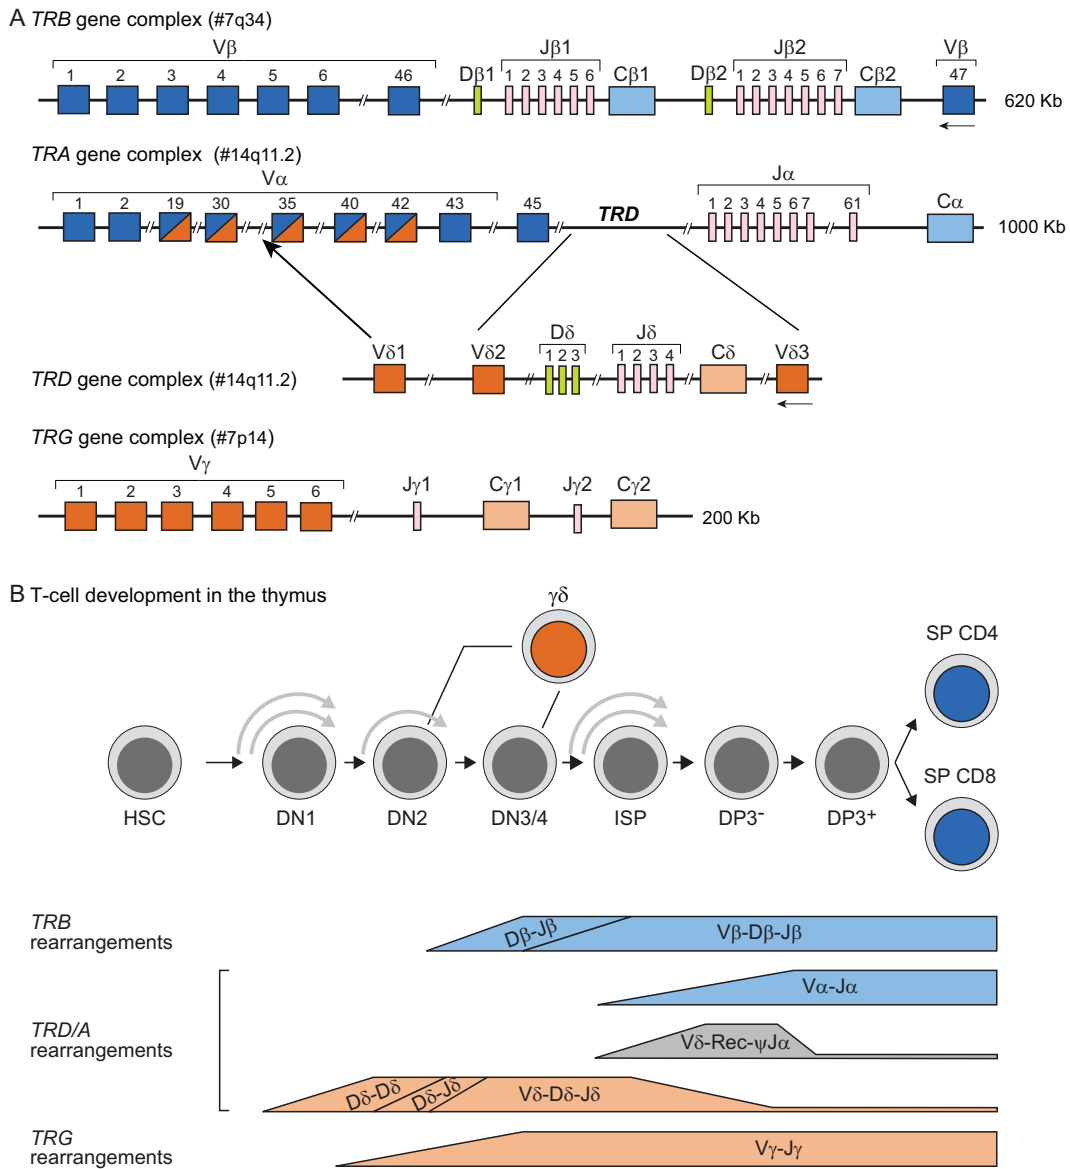 A TRB gene complex (#7q34)
Vβ Jβ1 Jβ2 Vβ
1 2 3 4 5 6 46 Dβ1 1 2 3 4 5 6 Cβ1 Dβ2 1 2 3 4 5 6 7 Cβ2 47
620 Kb
TRA gene complex (#14q11.2)
Vα Jα
1 2 19 30 35 40 42 43 45 TRD 1 2 3 4 5 6 7 61 Cα
1000 Kb
Dδ Jδ
Vδ1 Vδ2 1 2 3 1 2 3 4 Cδ Vδ3
TRD gene complex (#14q11.2)
TRG gene complex (#7p14)
Vγ
1 2 3 4 5 6 Jγ1 Cγ1 Jγ2 Cγ2
200 Kb
B T-cell development in the thymus
γδ
SP CD4
SP CD8
HSC DN1 DN2 DN3/4 ISP DP3- DP3+
TRB
rearrangements
Dβ-Jβ Vβ-Dβ-Jβ
Vα-Jα
TRD/A
rearrangements
Vδ-Rec-ψJα
Dδ-Dδ Dδ-Jδ Vδ-Dδ-Jδ
TRG
rearrangements
Vγ-Jγ